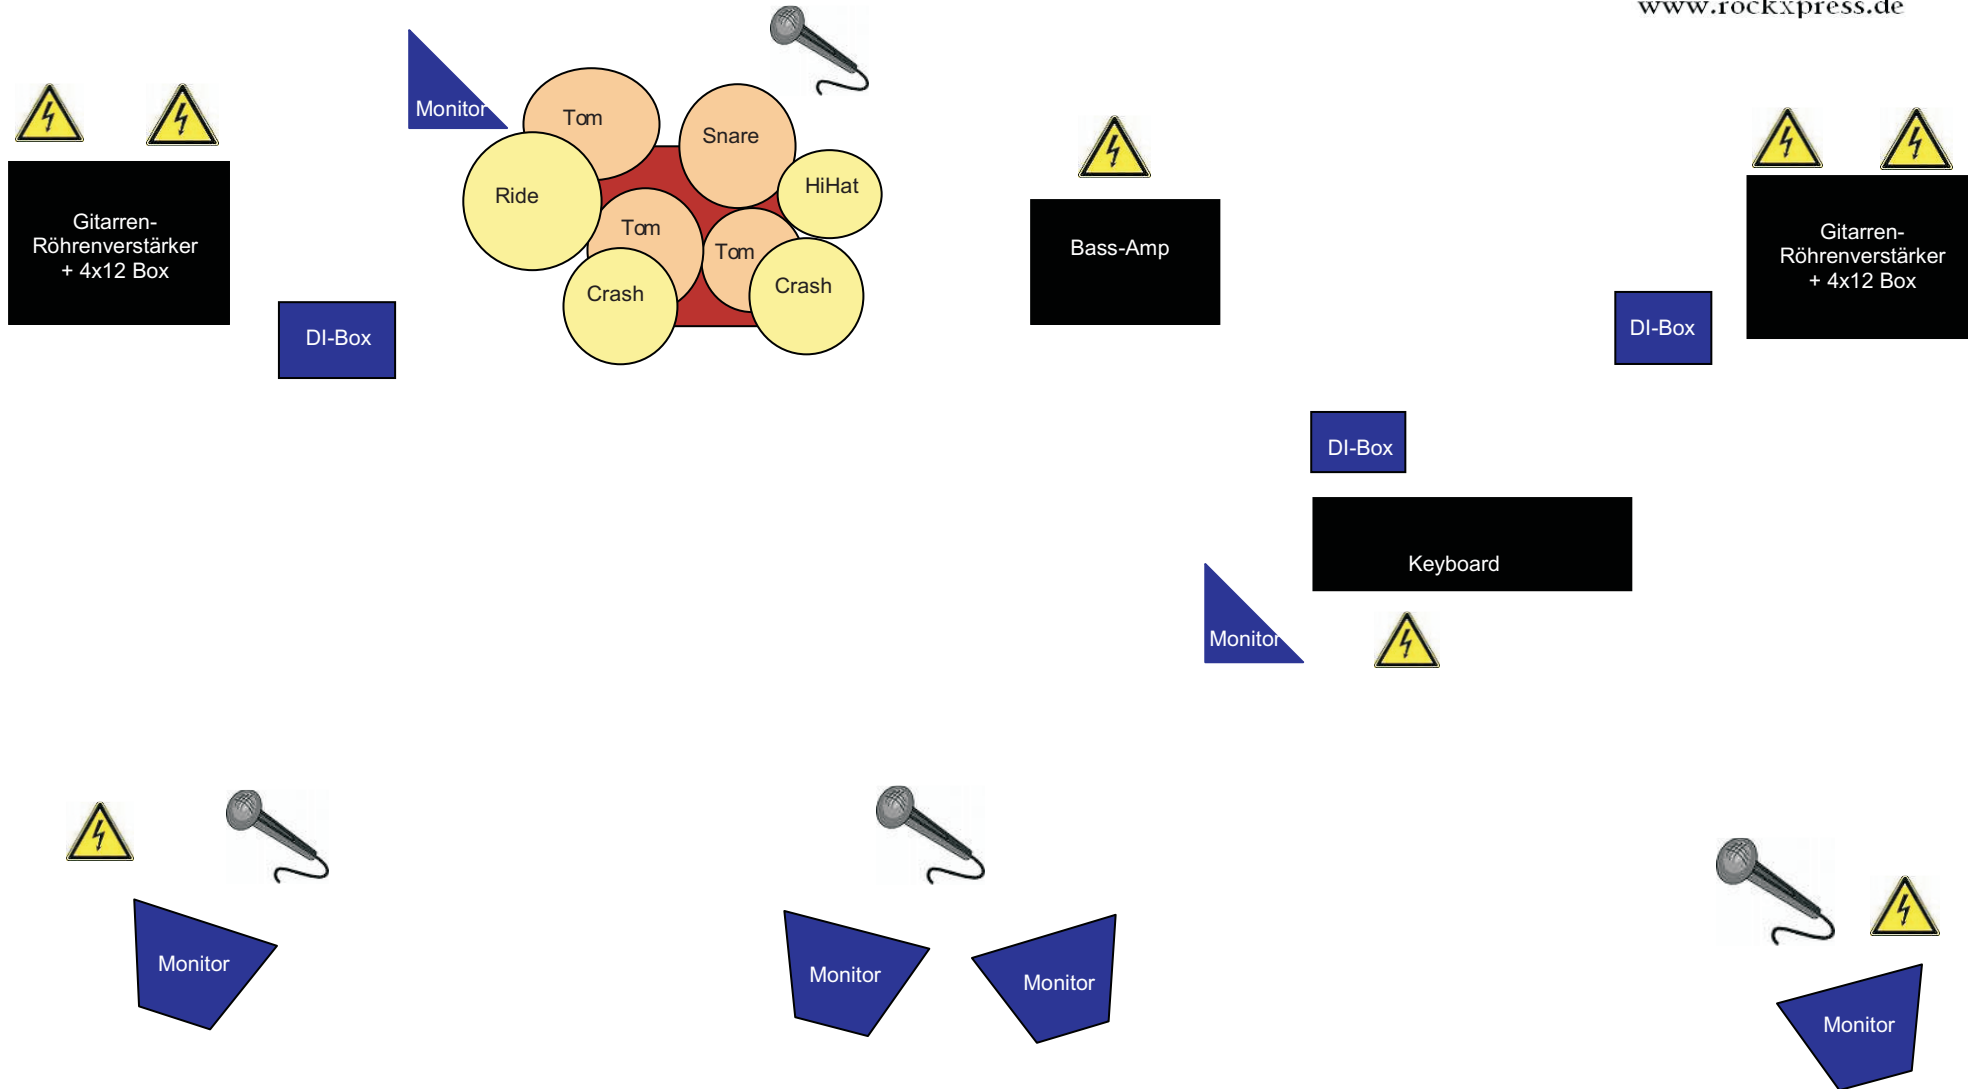 www.rockxpress.de
Monitor
Tom
Snare
Ride
HiHat
Tom
Tom
Crash
Crash
Gitarren-
Röhrenverstärker
+ 4x12 Box
DI-Box
Bass-Amp
Gitarren-
Röhrenverstärker
+ 4x12 Box
DI-Box
DI-Box
Keyboard
Monitor
Monitor
Monitor
Monitor
Monitor